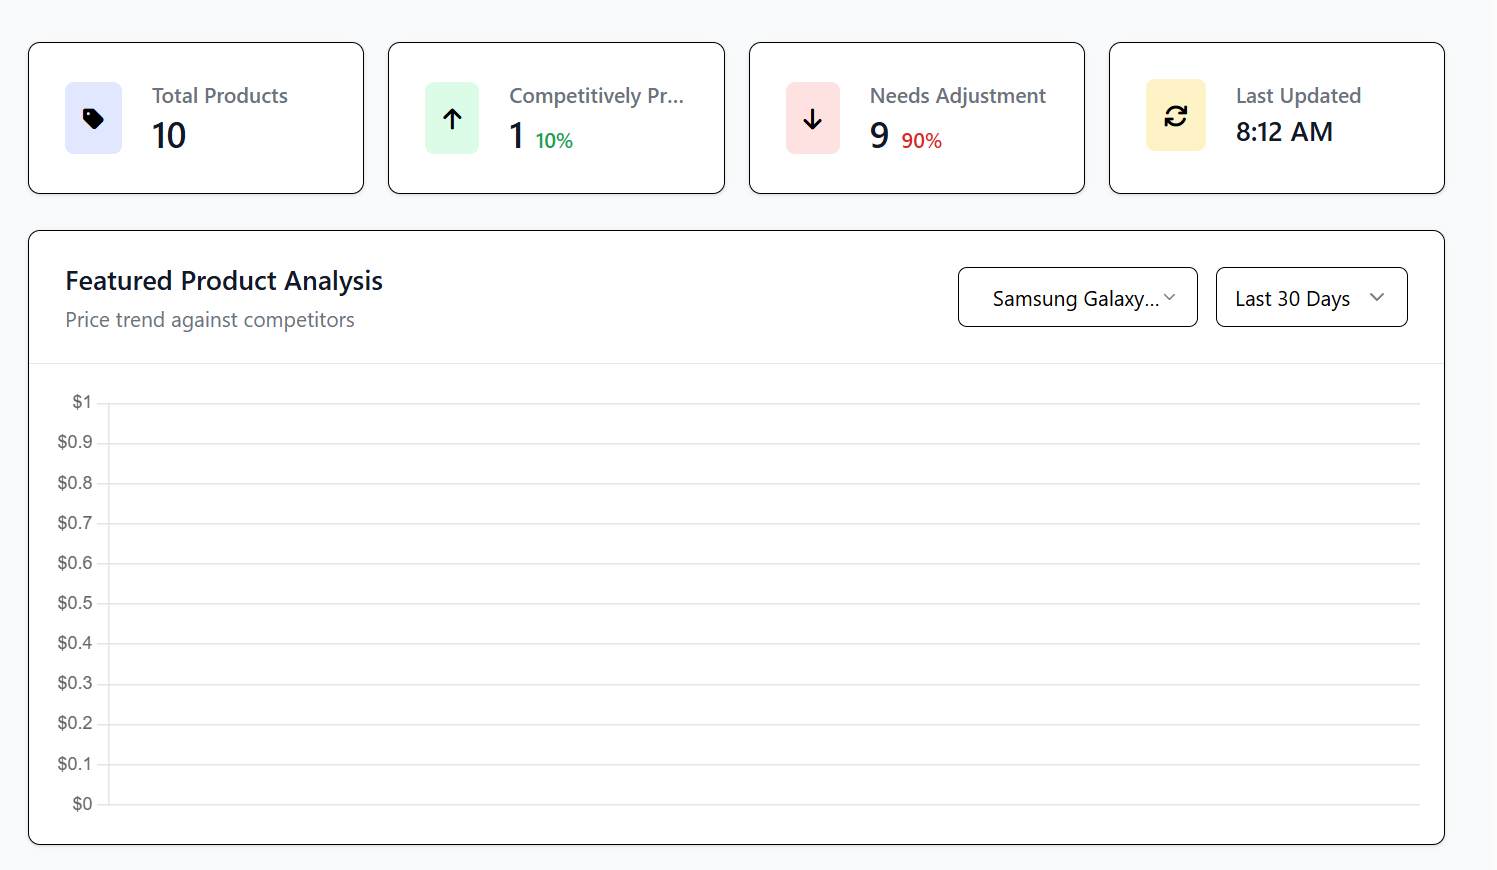 Total Products
10
Competitively Pr...
1 10%
Needs Adjustment
9 90%
Last Updated
8:12 AM
Featured Product Analysis
Price trend against competitors
Samsung Galaxy...
Last 30 Days
$1
$0.9
$0.8
$0.7
$0.6
$0.5
$0.4
$0.3
$0.2
$0.1
$0